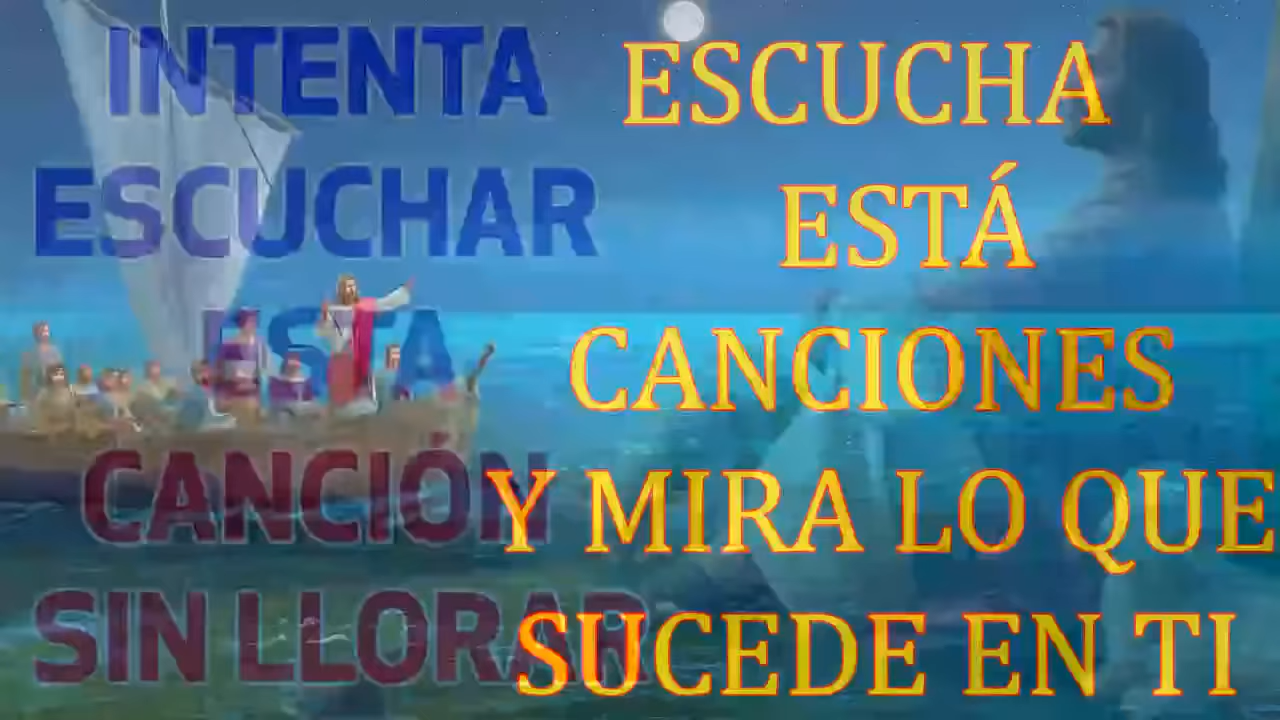 INTENTA
ESCUCHAR
ESTA
CANCIÓN
SIN LLORAR
ESCUCHA
ESTÁ
CANCIONES
Y MIRA LO QUE
SUCEDE EN TI